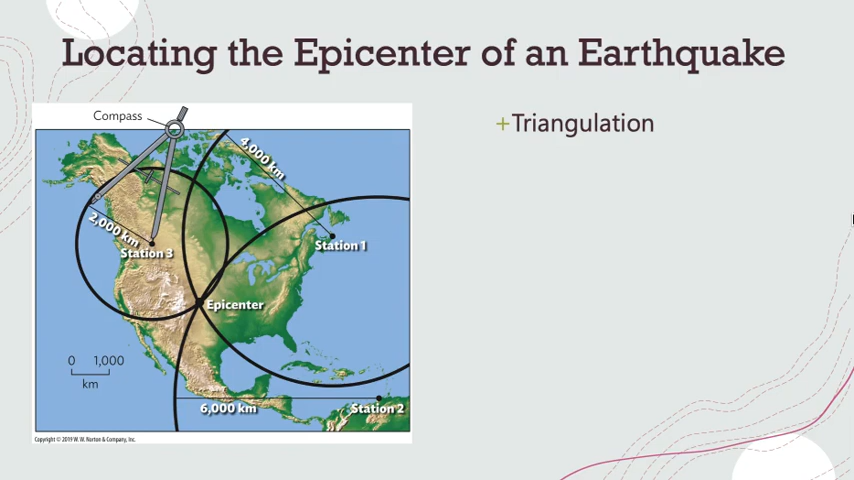 Locating the Epicenter of an Earthquake
Compass
+Triangulation
4,000 km
2,000 km
Station 1
Station 3
Epicenter
0 1,000
km
6,000 km
Station 2
Copyright © 2019 W. W. Norton & Company, Inc.